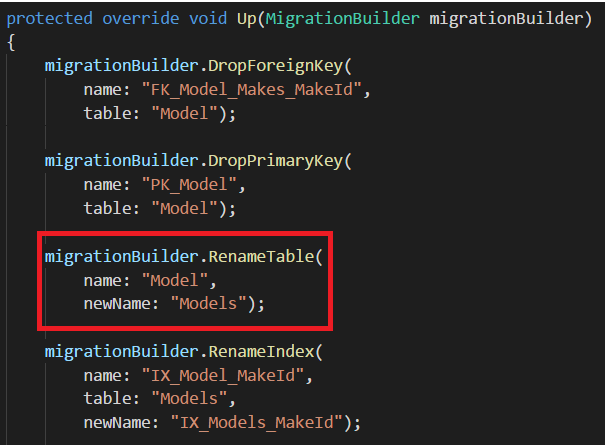 protected override void Up(MigrationBuilder migrationBuilder)
{
migrationBuilder.DropForeignKey(
name: "FK_Model_Makes_MakeId",
table: "Model");
migrationBuilder.DropPrimaryKey(
name: "PK_Model",
table: "Model");
migrationBuilder.RenameTable(
name: "Model",
newName: "Models");
migrationBuilder.RenameIndex(
name: "IX_Model_MakeId",
table: "Models",
newName: "IX_Models_MakeId");